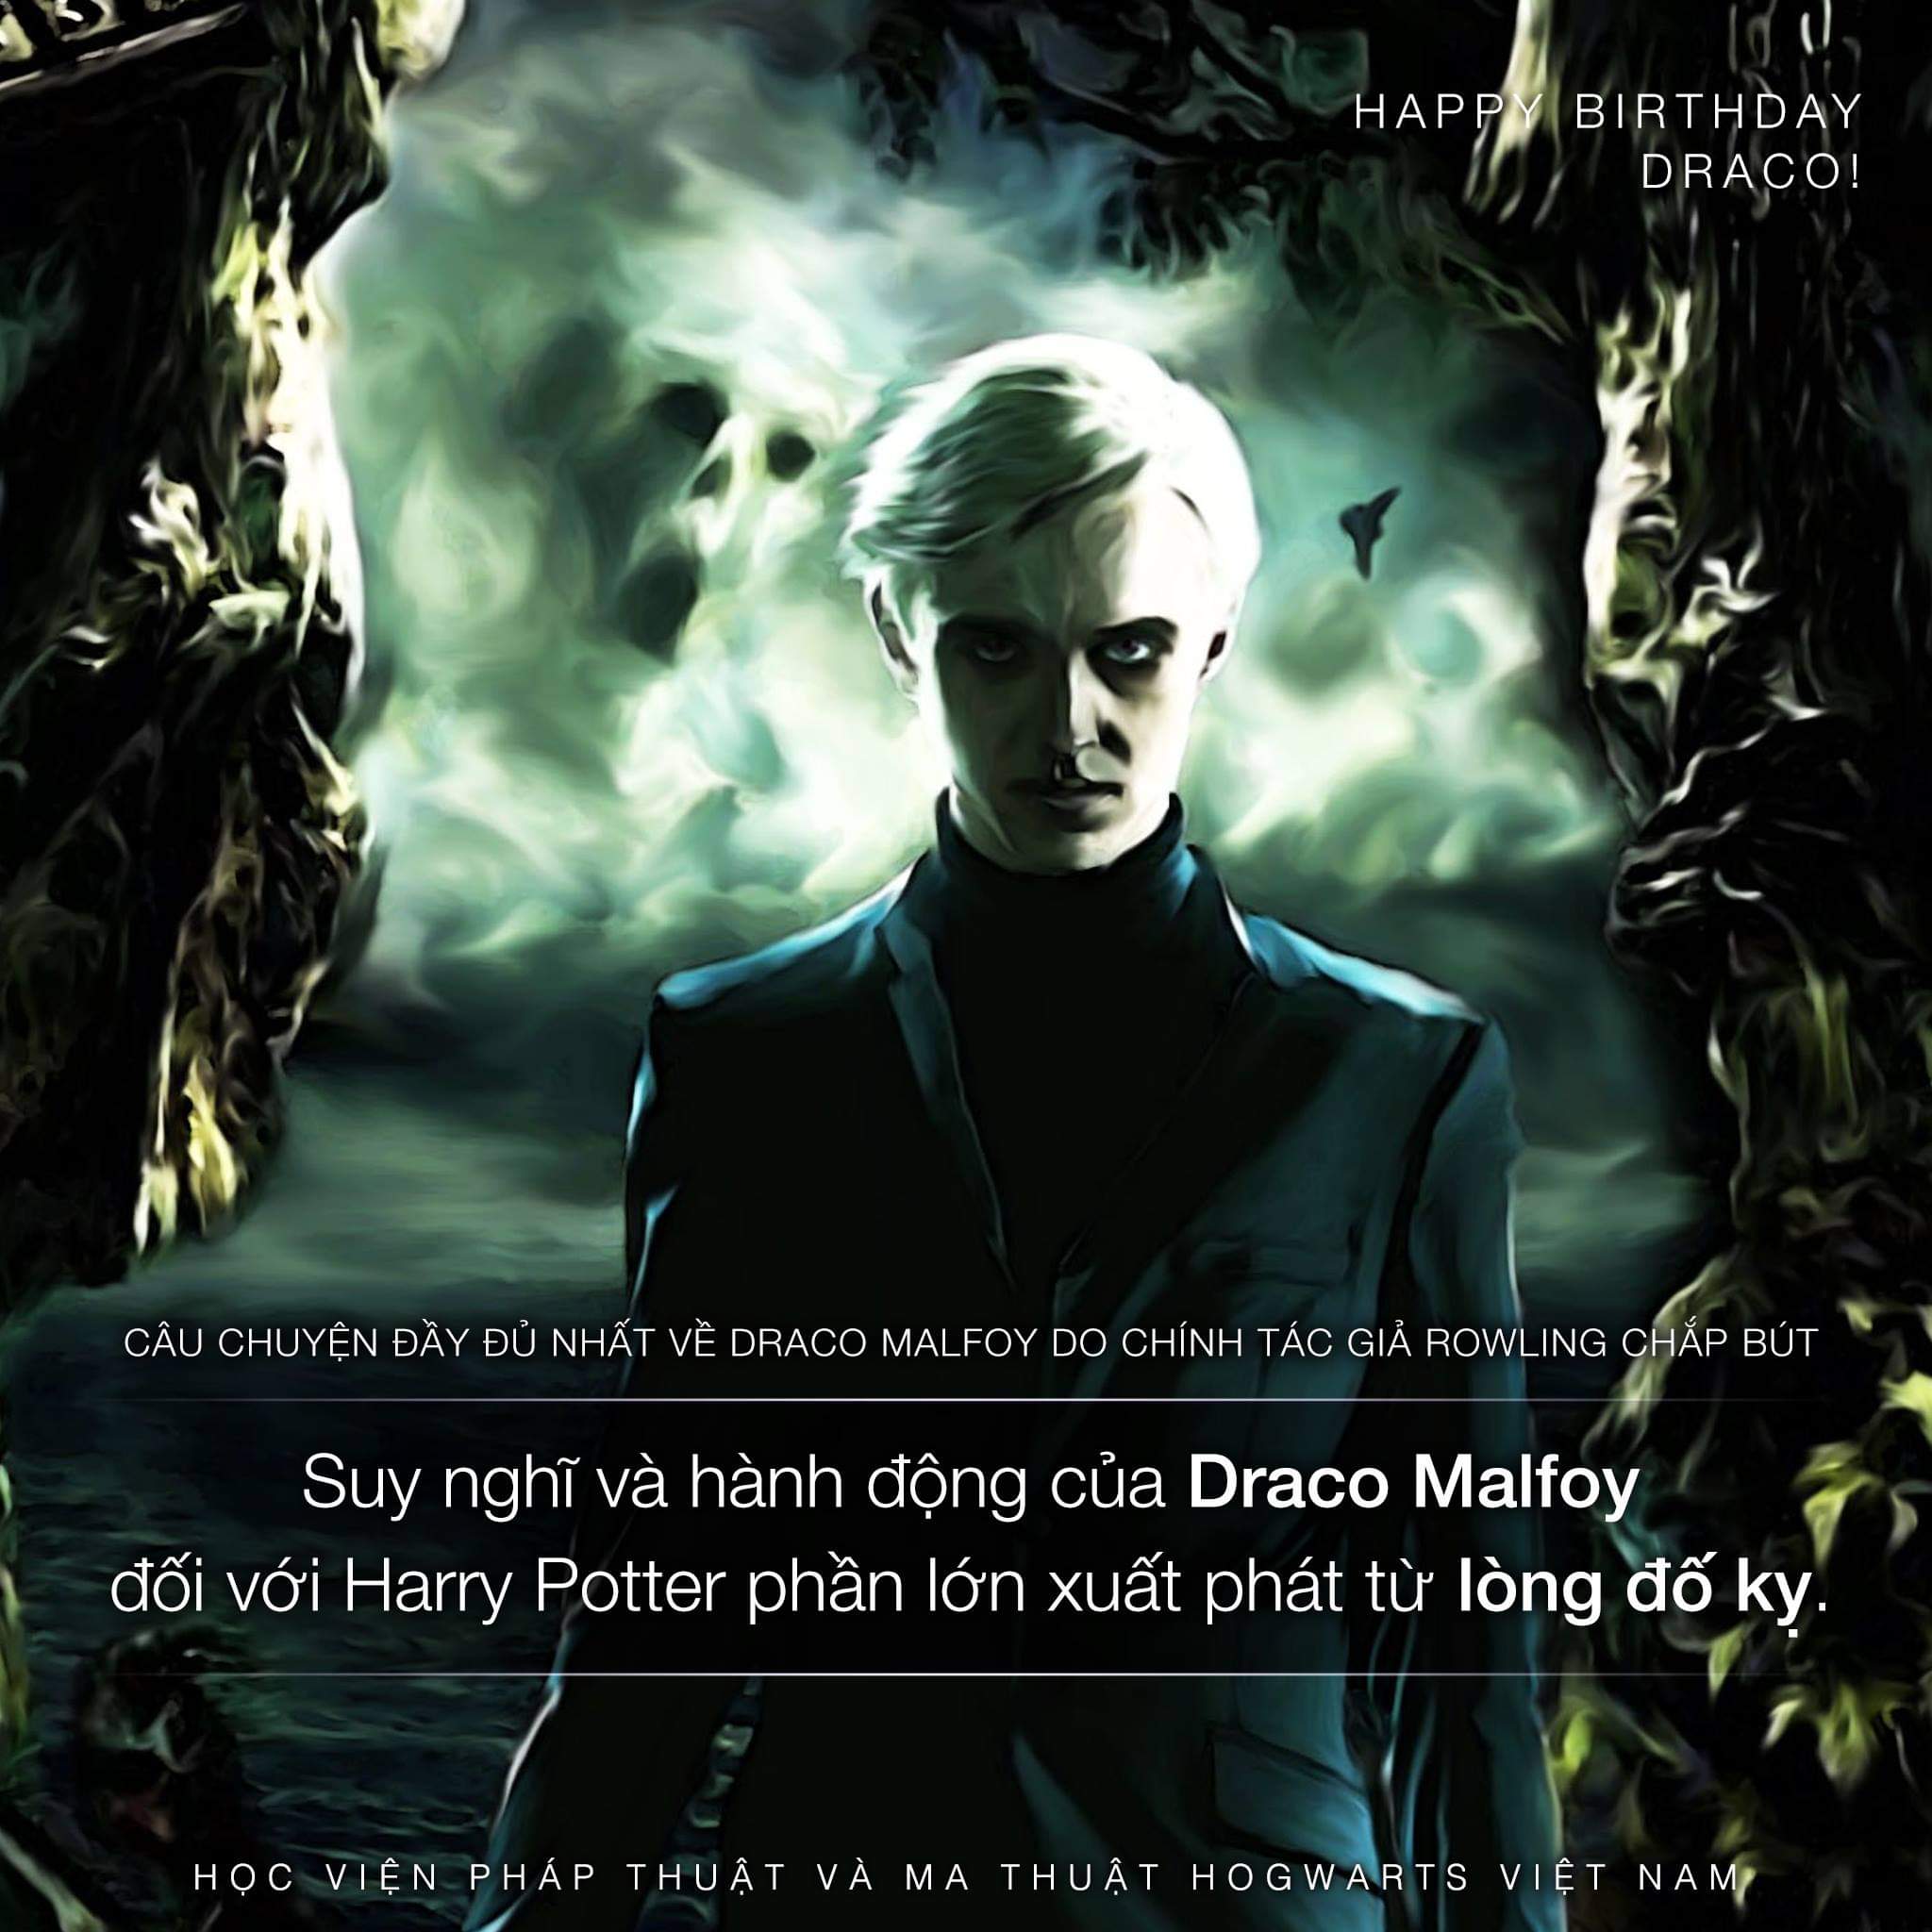 HAPPY BIRTHDAY
DRACO!
CÂU CHUYỆN ĐẦY ĐỦ NHẤT VỀ DRACO MALFOY DO CHÍNH TÁC GIẢ ROWLING CHẮP BÚT
Suy nghĩ và hành động của Draco Malfoy
đối với Harry Potter phần lớn xuất phát từ lòng đố kỵ.
HỌC VIỆN PHÁP THUẬT VÀ MA THUẬT HOGWARTS VIỆT NAM